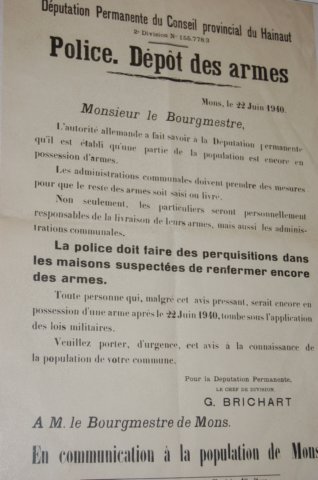 Députation Permanente du Conseil provincial du Hainaut
2e Division No 155.778.3
Police. Dépôt des armes
Mons, le 22 Juin 1940.
Monsieur le Bourgmestre,
L'autorité allemande a fait savoir à la Députation permanente
qu'il est établi qu'une partie de la population est encore en
possession d'armes.
Les administrations communales doivent prendre des mesures
pour que le reste des armes soit saisi ou livré.
Non seulement, les particuliers seront personnellement
responsables de la livraison de leurs armes, mais aussi les adminis-
trations communales.
La police doit faire des perquisitions dans
les maisons suspectées de renfermer encore
des armes.
Toute personne qui, malgré cet avis pressant, serait encore en
possession d'une arme après le 22 Juin 1940, tombe sous l'application
des lois militaires.
Veuillez porter, d'urgence, cet avis à la connaissance de
la population de votre commune.
Pour la Députation Permanente,
LE CHEF DE DIVISION,
G. BRICHART
A M. le Bourgmestre de Mons.
En communication à la population de Mons